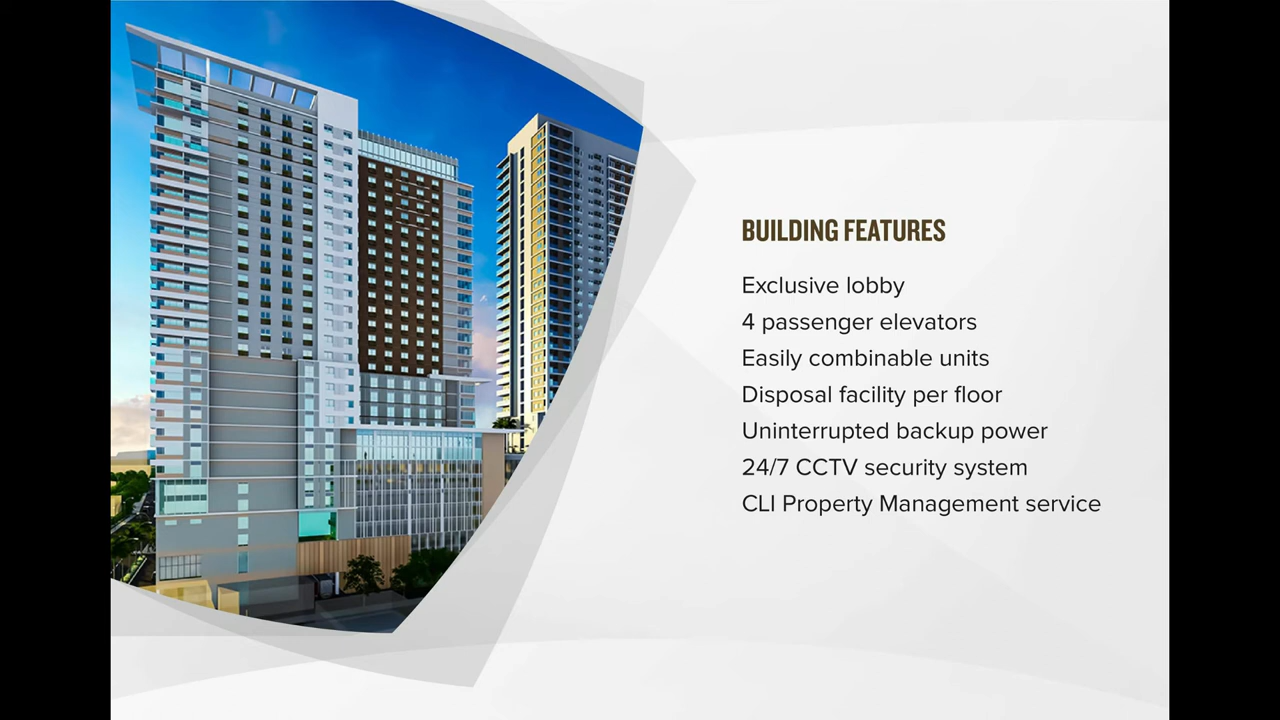 BUILDING FEATURES
Exclusive lobby
4 passenger elevators
Easily combinable units
Disposal facility per floor
Uninterrupted backup power
24/7 CCTV security system
CLI Property Management service